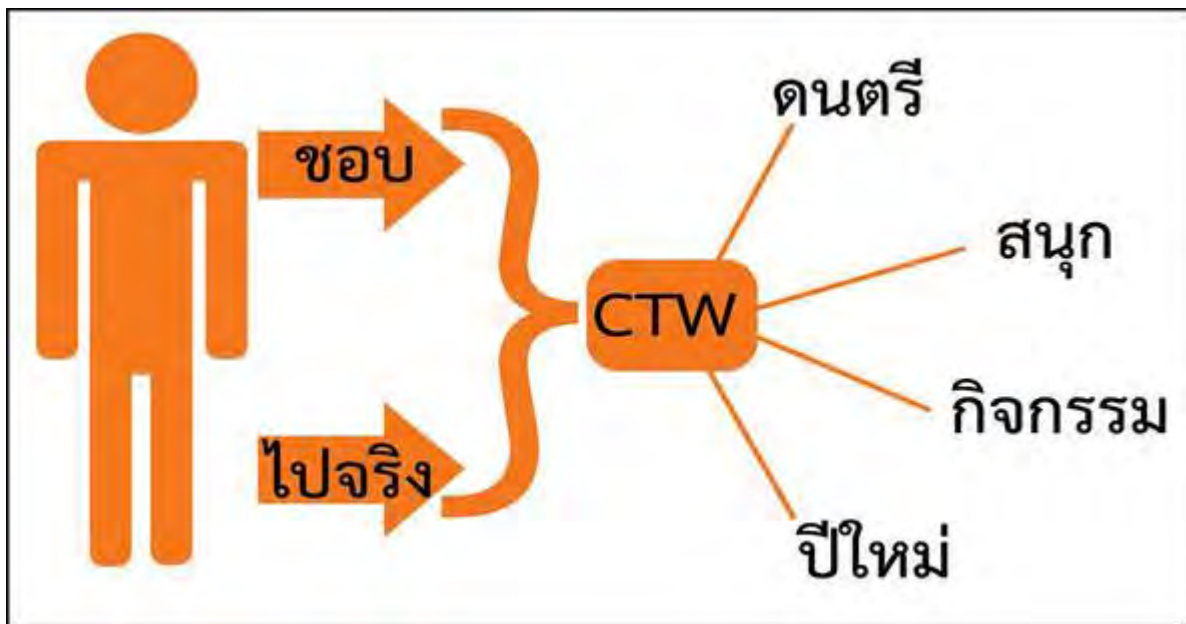 ชอบ
ไปจริง
CTW
ดนตรี
สนุก
กิจกรรม
ปีใหม่